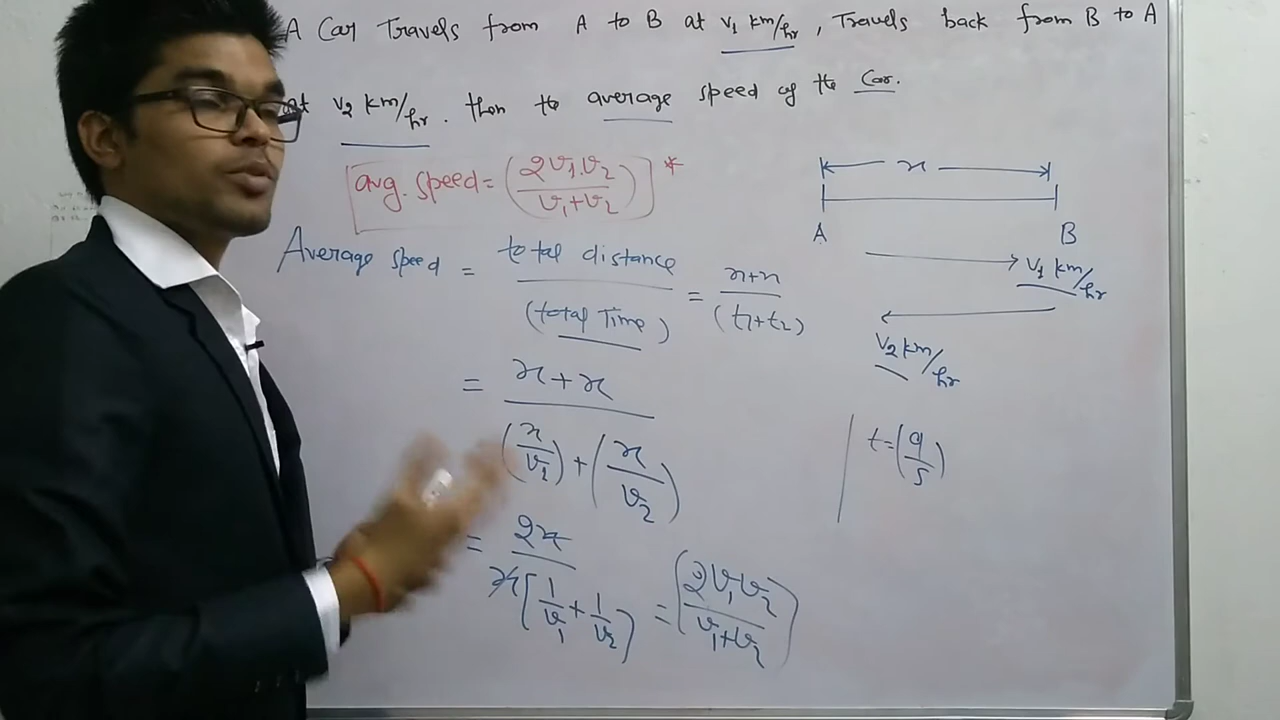 A Car Travels from A to B at v₁ km/hr, Travels back from B to A
at v₂ km/hr. then the average speed of the Car.
[avg. speed = (2v₁.v₂ / v₁+v₂)]*
x
A B
Average speed = total distance / (total Time) = x+x / (t₁+t₂)
v₁ km/hr
v₂ km/hr
= x+x / (x/v₁) + (x/v₂)
= 2x / x[1/v₁ + 1/v₂] = (2v₁v₂ / v₁+v₂)